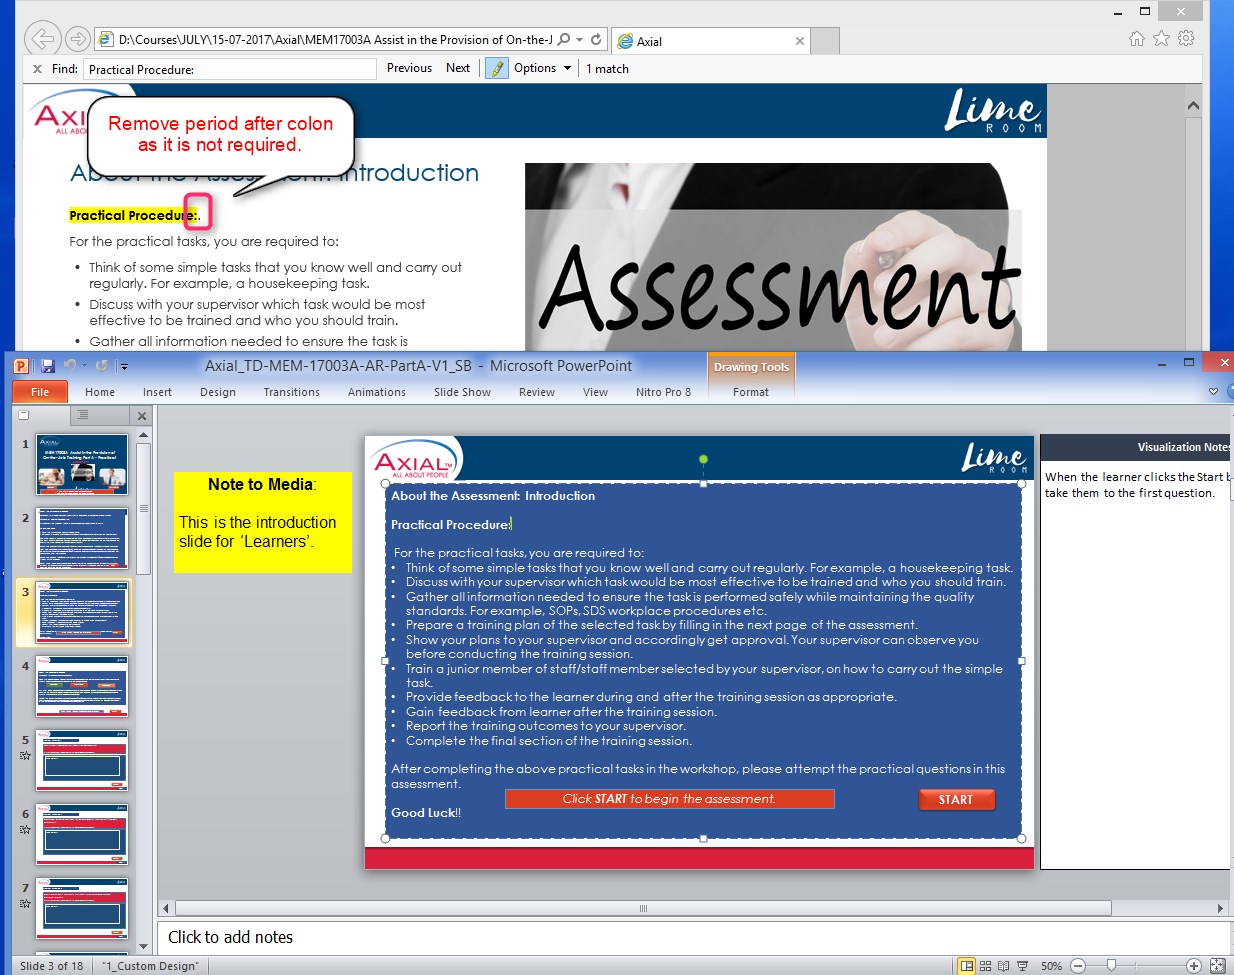 D:\Courses\JULY\15-07-2017\Axial\MEM17003A Assist in the Provision of On-the-J
Axial
Find: Practical Procedure: Previous Next Options 1 match
AXI
ALL ABO
Lime
ROOM
Remove period after colon
as it is not required.
About the Assessment: Introduction
Practical Procedure:.
For the practical tasks, you are required to:
• Think of some simple tasks that you know well and carry out
regularly. For example, a housekeeping task.
• Discuss with your supervisor which task would be most
effective to be trained and who you should train.
• Gather all information needed to ensure the task is
Assessment
Axial_TD-MEM-17003A-AR-PartA-V1_SB - Microsoft PowerPoint
Drawing Tools
File Home Insert Design Transitions Animations Slide Show Review View Nitro Pro 8 Format
1
2
3
4
5
6
7
Note to Media:
This is the introduction
slide for ‘Learners’.
AXIAL™
ALL ABOUT PEOPLE
Lime
ROOM
About the Assessment: Introduction
Practical Procedure:
For the practical tasks, you are required to:
• Think of some simple tasks that you know well and carry out regularly. For example, a housekeeping task.
• Discuss with your supervisor which task would be most effective to be trained and who you should train.
• Gather all information needed to ensure the task is performed safely while maintaining the quality
standards. For example, SOPs, SDS workplace procedures etc.
• Prepare a training plan of the selected task by filling in the next page of the assessment.
• Show your plans to your supervisor and accordingly get approval. Your supervisor can observe you
before conducting the training session.
• Train a junior member of staff/staff member selected by your supervisor, on how to carry out the simple
task.
• Provide feedback to the learner during and after the training session as appropriate.
• Gain feedback from learner after the training session.
• Report the training outcomes to your supervisor.
• Complete the final section of the training session.
After completing the above practical tasks in the workshop, please attempt the practical questions in this
assessment.
Click START to begin the assessment.
START
Good Luck!!
Visualization Notes
When the learner clicks the Start b
take them to the first question.
Click to add notes
Slide 3 of 18 "1_Custom Design" 50%